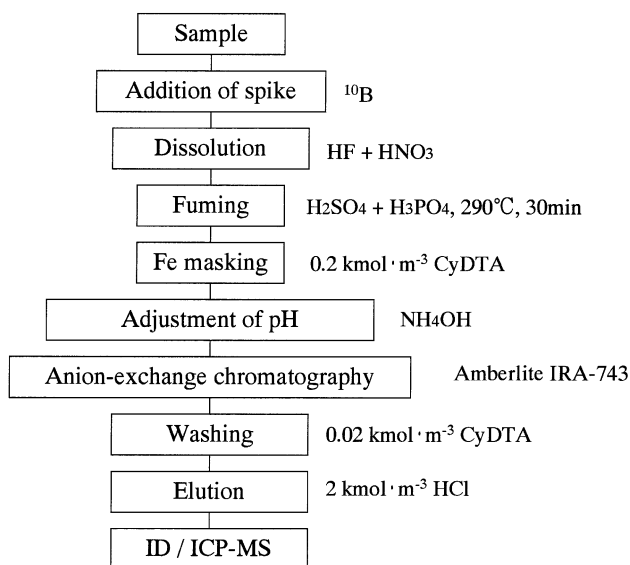 Sample
Addition of spike ¹⁰B
Dissolution HF + HNO₃
Fuming H₂SO₄ + H₃PO₄, 290℃, 30min
Fe masking 0.2 kmol·m⁻³ CyDTA
Adjustment of pH NH₄OH
Anion-exchange chromatography Amberlite IRA-743
Washing 0.02 kmol·m⁻³ CyDTA
Elution 2 kmol·m⁻³ HCl
ID / ICP-MS